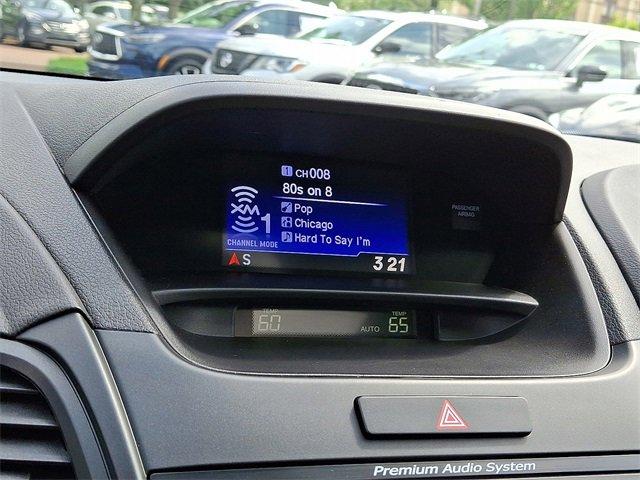 1 CH008
80s on 8
XM 1
Pop
Chicago
Hard To Say I'm
CHANNEL MODE
S
3 21
PASSENGER
AIRBAG
TEMP
60
AUTO
TEMP
65
Premium Audio System